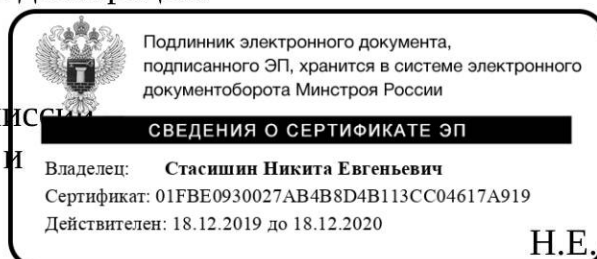 Подлинник электронного документа,
подписанного ЭП, хранится в системе электронного
документооборота Минстроя России
СВЕДЕНИЯ О СЕРТИФИКАТЕ ЭП
и
Владелец: Стасишин Никита Евгеньевич
Сертификат: 01FBE0930027AB4B8D4B113CC04617A919
Действителен: 18.12.2019 до 18.12.2020
Н.Е.